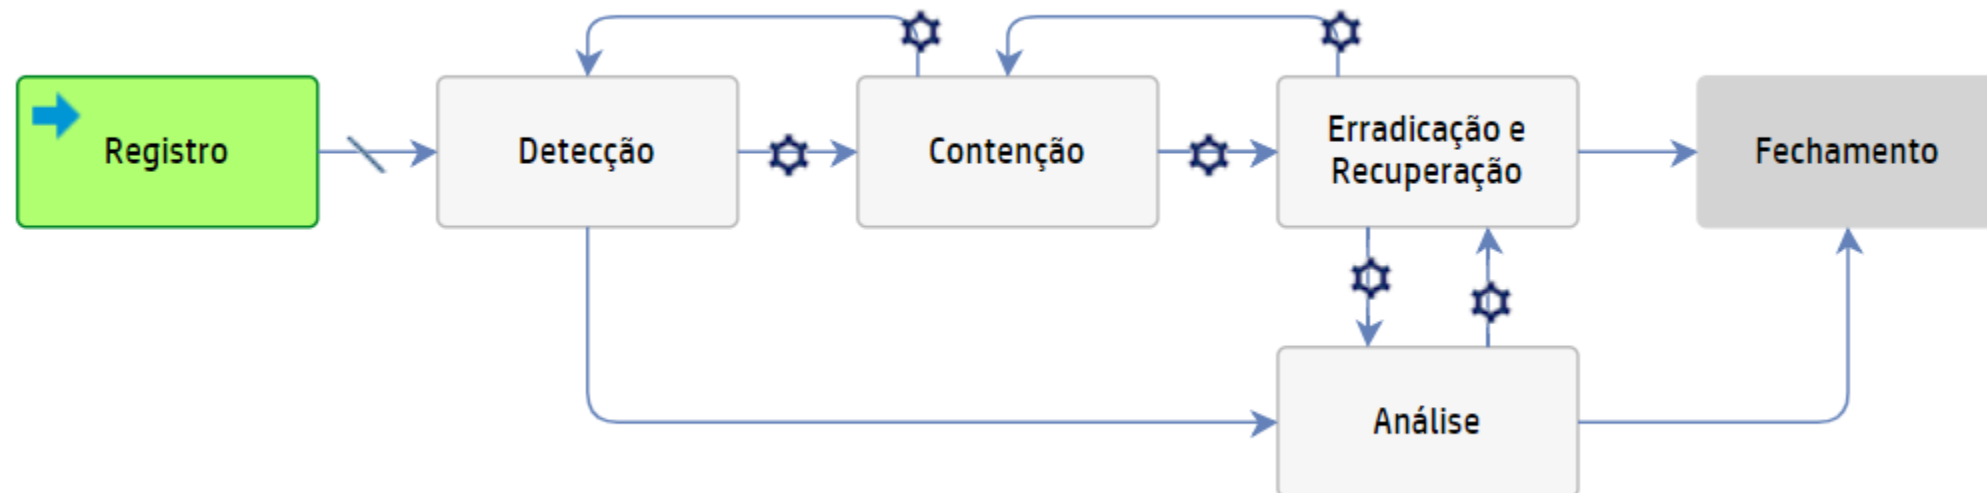 Registro
Detecção
Contenção
Erradicação e
Recuperação
Fechamento
Análise